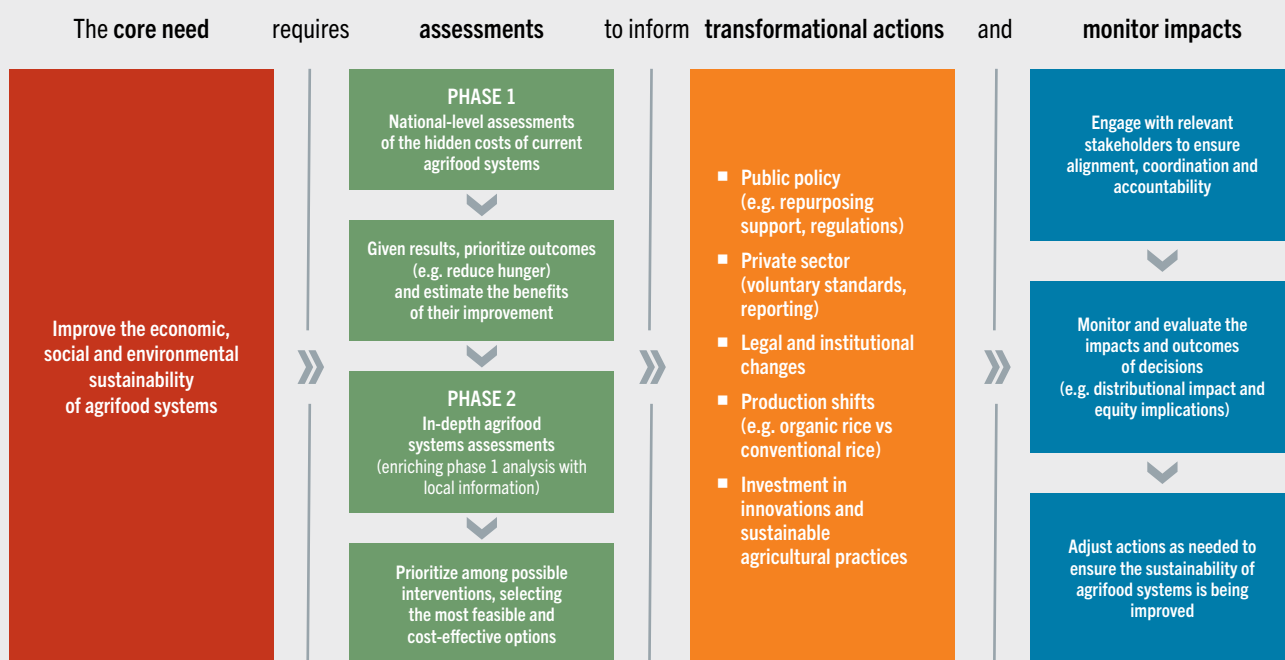 The core need requires assessments to inform transformational actions and monitor impacts
Improve the economic,
social and environmental
sustainability
of agrifood systems
PHASE 1
National-level assessments
of the hidden costs of current
agrifood systems
Given results, prioritize outcomes
(e.g. reduce hunger)
and estimate the benefits
of their improvement
PHASE 2
In-depth agrifood
systems assessments
(enriching phase 1 analysis with
local information)
Prioritize among possible
interventions, selecting
the most feasible and
cost-effective options
■ Public policy
(e.g. repurposing
support, regulations)
■ Private sector
(voluntary standards,
reporting)
■ Legal and institutional
changes
■ Production shifts
(e.g. organic rice vs
conventional rice)
■ Investment in
innovations and
sustainable
agricultural practices
Engage with relevant
stakeholders to ensure
alignment, coordination and
accountability
Monitor and evaluate the
impacts and outcomes
of decisions
(e.g. distributional impact and
equity implications)
Adjust actions as needed to
ensure the sustainability of
agrifood systems is being
improved